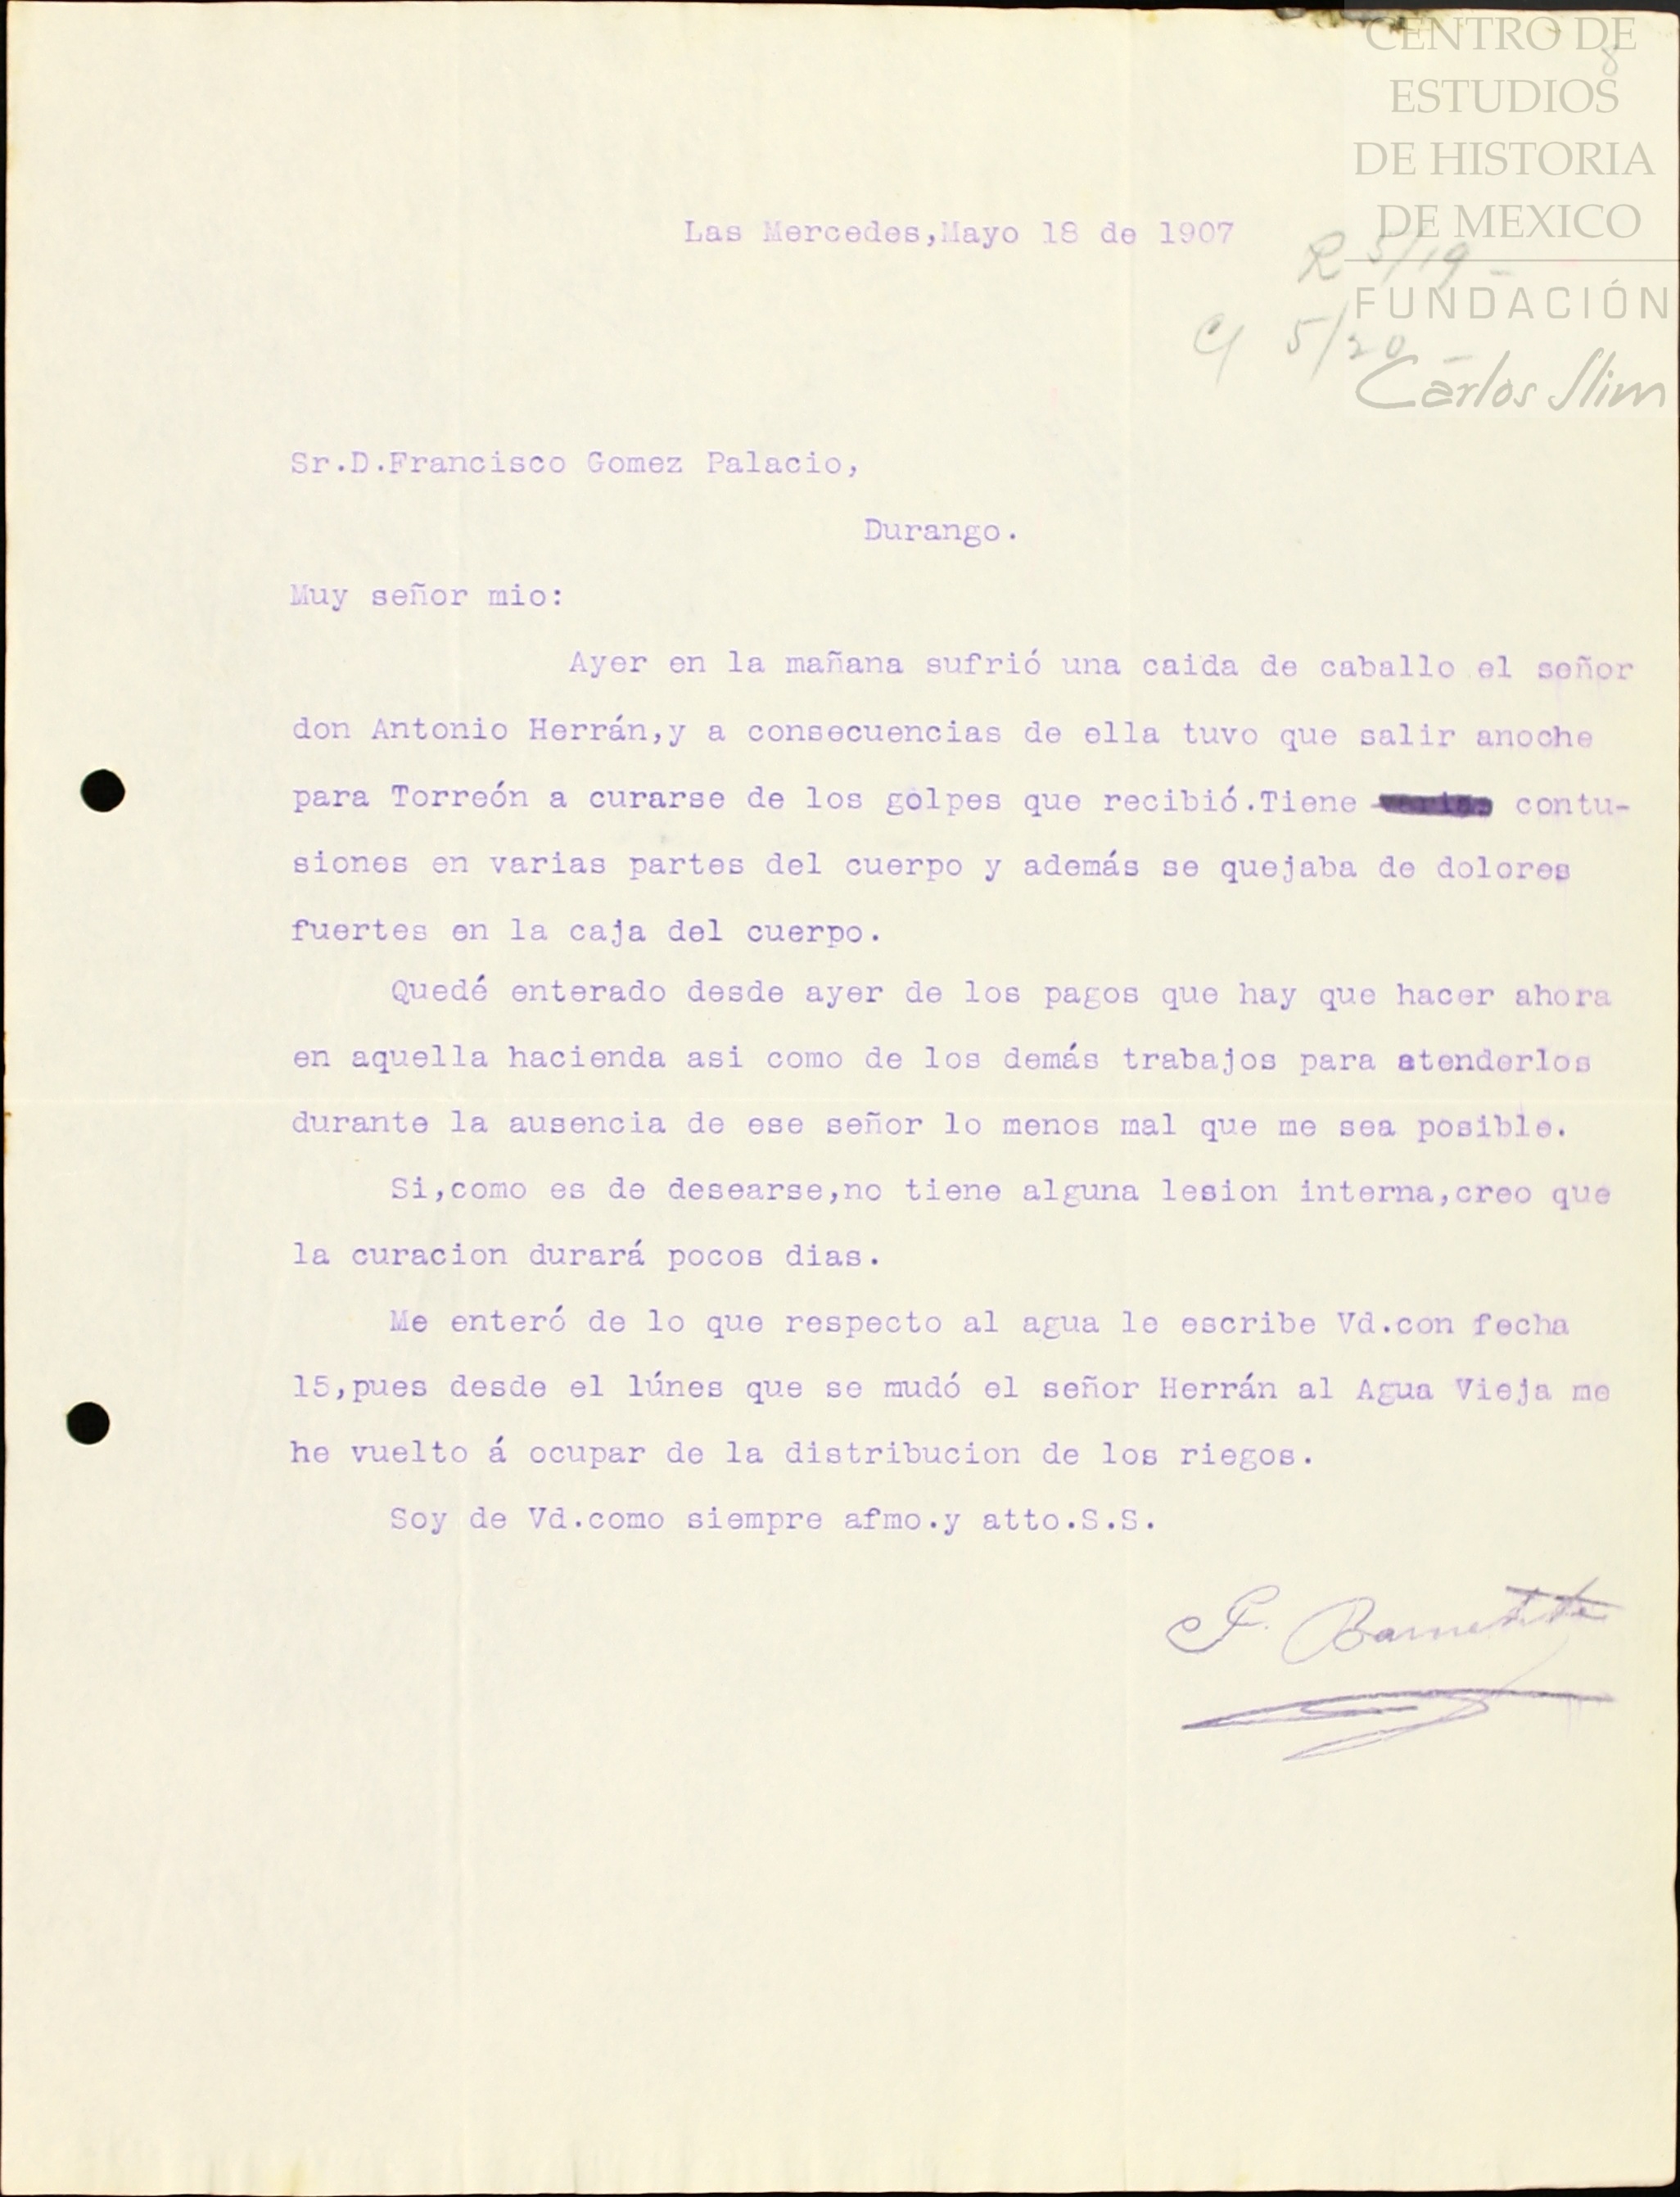 CENTRO DE
8
ESTUDIOS
DE HISTORIA
DE MEXICO
Las Mercedes,Mayo 18 de 1907
R 5/19-
FUNDACIÓN
C/ 5/20-
Carlos Slim
Sr.D.Francisco Gomez Palacio,
Durango.
Muy señor mio:
Ayer en la mañana sufrió una caida de caballo el señor
don Antonio Herrán,y a consecuencias de ella tuvo que salir anoche
para Torreón a curarse de los golpes que recibió.Tiene varias contu-
siones en varias partes del cuerpo y además se quejaba de dolores
fuertes en la caja del cuerpo.
Quedé enterado desde ayer de los pagos que hay que hacer ahora
en aquella hacienda asi como de los demás trabajos para atenderlos
durante la ausencia de ese señor lo menos mal que me sea posible.
Si,como es de desearse,no tiene alguna lesion interna,creo que
la curacion durará pocos dias.
Me enteró de lo que respecto al agua le escribe Vd.con fecha
15,pues desde el lúnes que se mudó el señor Herrán al Agua Vieja me
he vuelto á ocupar de la distribucion de los riegos.
Soy de Vd.como siempre afmo.y atto.S.S.